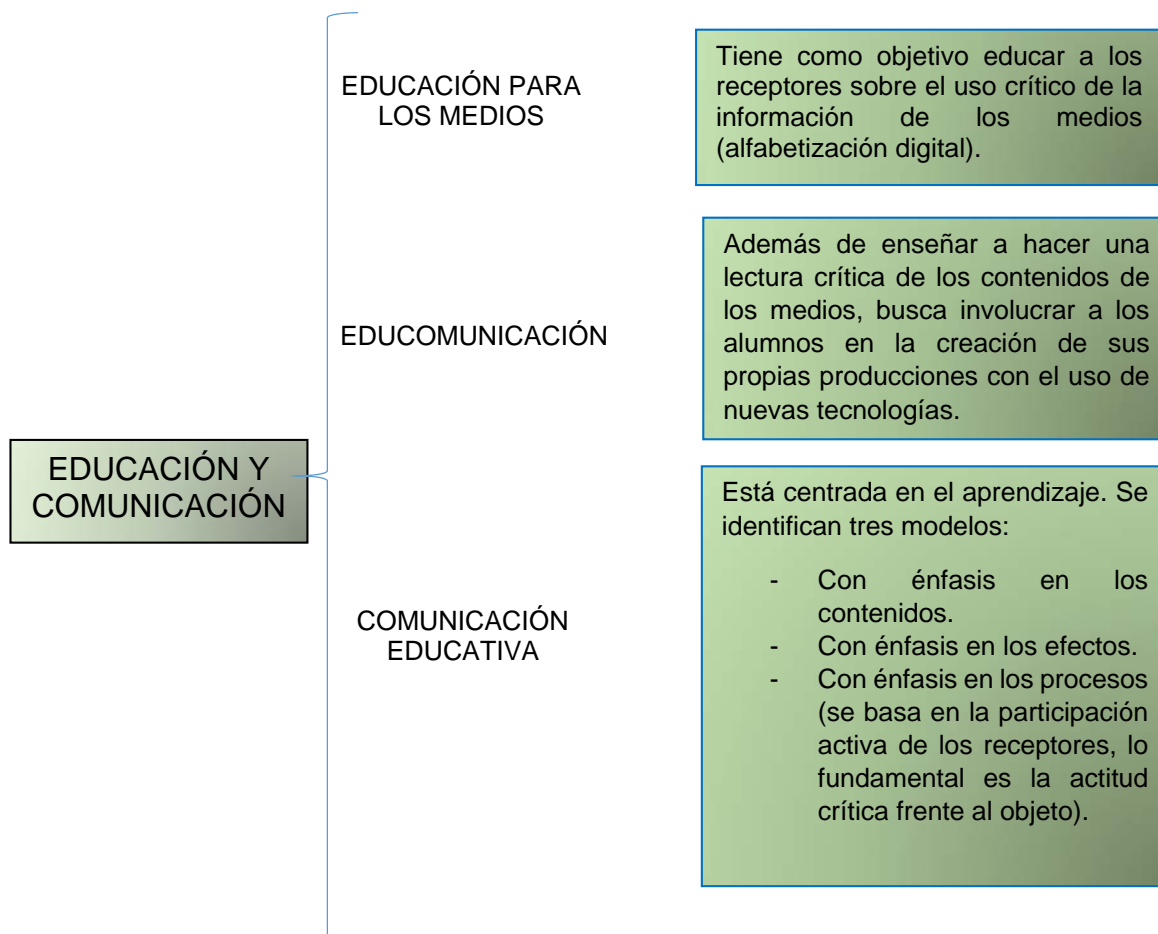 EDUCACIÓN Y
COMUNICACIÓN
EDUCACIÓN PARA
LOS MEDIOS
Tiene como objetivo educar a los
receptores sobre el uso crítico de la
información de los medios
(alfabetización digital).
EDUCOMUNICACIÓN
Además de enseñar a hacer una
lectura crítica de los contenidos de
los medios, busca involucrar a los
alumnos en la creación de sus
propias producciones con el uso de
nuevas tecnologías.
COMUNICACIÓN
EDUCATIVA
Está centrada en el aprendizaje. Se
identifican tres modelos:
- Con énfasis en los
contenidos.
- Con énfasis en los efectos.
- Con énfasis en los procesos
(se basa en la participación
activa de los receptores, lo
fundamental es la actitud
crítica frente al objeto).